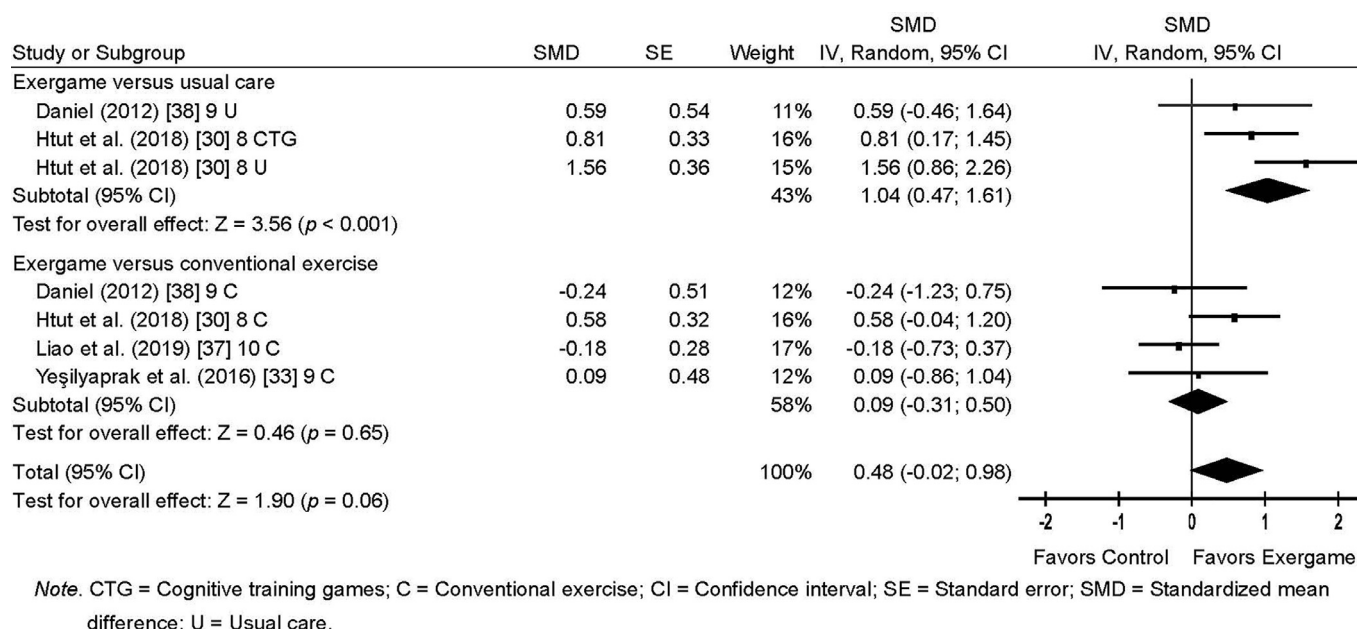 SMD SMD
Study or Subgroup SMD SE Weight IV, Random, 95% CI IV, Random, 95% CI
Exergame versus usual care
Daniel (2012) [38] 9 U 0.59 0.54 11% 0.59 (-0.46; 1.64)
Htut et al. (2018) [30] 8 CTG 0.81 0.33 16% 0.81 (0.17; 1.45)
Htut et al. (2018) [30] 8 U 1.56 0.36 15% 1.56 (0.86; 2.26)
Subtotal (95% CI) 43% 1.04 (0.47; 1.61)
Test for overall effect: Z = 3.56 (p < 0.001)
Exergame versus conventional exercise
Daniel (2012) [38] 9 C -0.24 0.51 12% -0.24 (-1.23; 0.75)
Htut et al. (2018) [30] 8 C 0.58 0.32 16% 0.58 (-0.04; 1.20)
Liao et al. (2019) [37] 10 C -0.18 0.28 17% -0.18 (-0.73; 0.37)
Yeşilyaprak et al. (2016) [33] 9 C 0.09 0.48 12% 0.09 (-0.86; 1.04)
Subtotal (95% CI) 58% 0.09 (-0.31; 0.50)
Test for overall effect: Z = 0.46 (p = 0.65)
Total (95% CI) 100% 0.48 (-0.02; 0.98)
Test for overall effect: Z = 1.90 (p = 0.06)
-2 -1 0 1 2
Favors Control Favors Exergame
Note. CTG = Cognitive training games; C = Conventional exercise; CI = Confidence interval; SE = Standard error; SMD = Standardized mean
difference; U = Usual care.